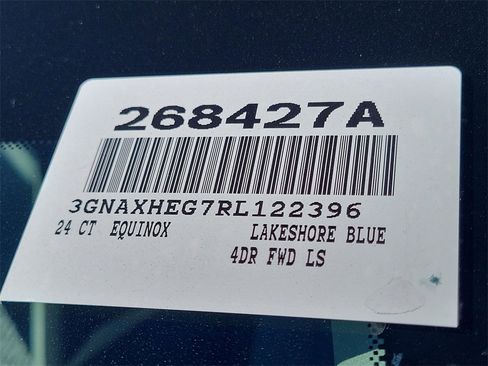 268427A
3GNAXHEG7RL122396
24 CT EQUINOX LAKESHORE BLUE
4DR FWD LS